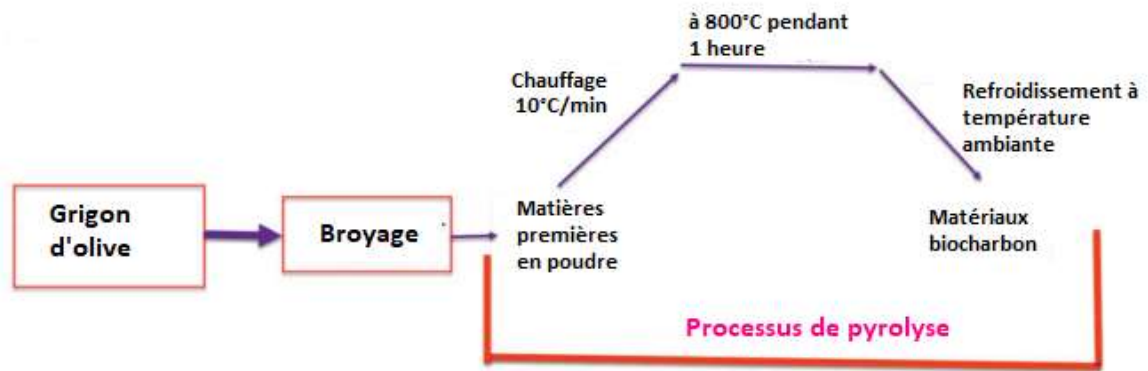 Grigon
d'olive
Broyage
Matières
premières
en poudre
Chauffage
10°C/min
à 800°C pendant
1 heure
Refroidissement à
température
ambiante
Matériaux
biocharbon
Processus de pyrolyse